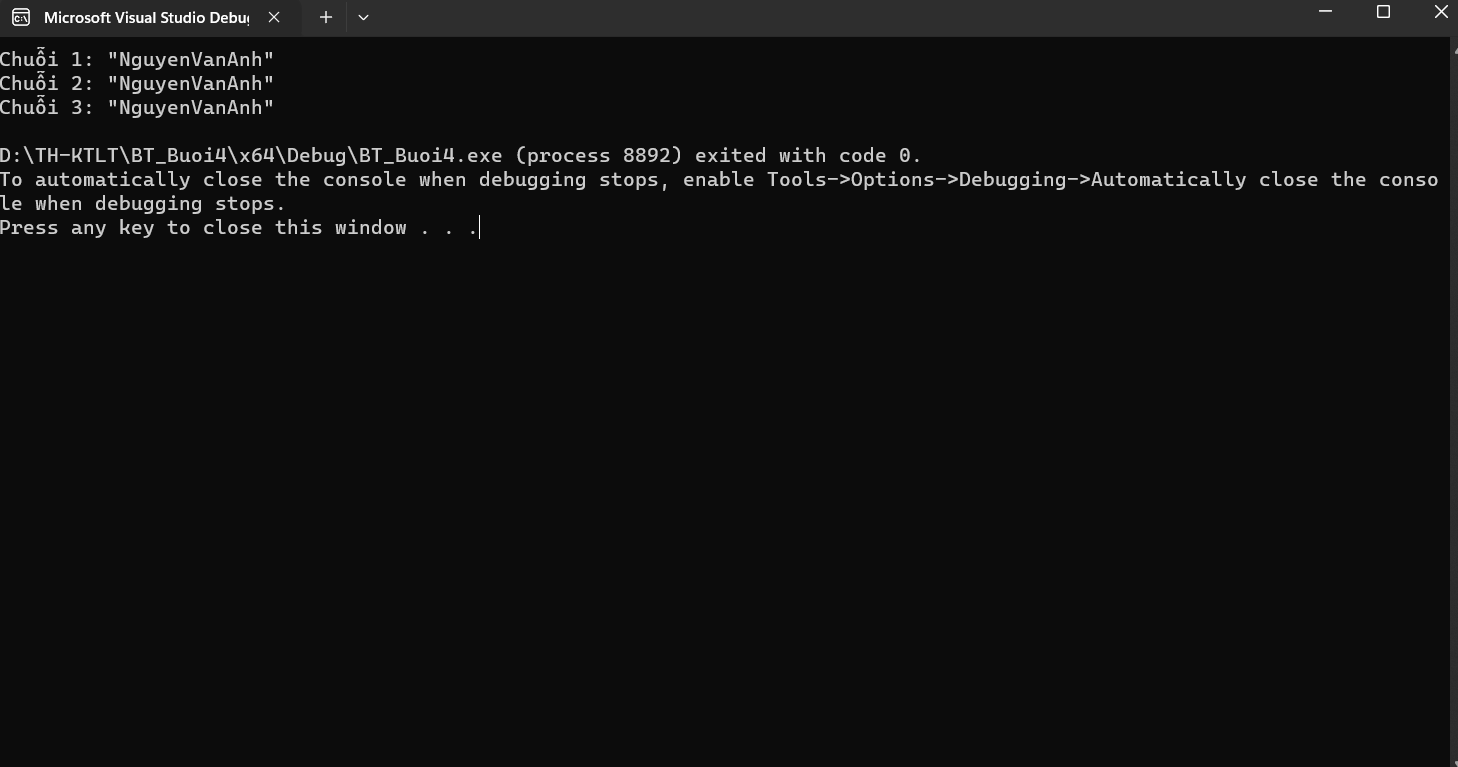 Microsoft Visual Studio Debu
Chuỗi 1: "NguyenVanAnh"
Chuỗi 2: "NguyenVanAnh"
Chuỗi 3: "NguyenVanAnh"
D:\TH-KTLT\BT_Buoi4\x64\Debug\BT_Buoi4.exe (process 8892) exited with code 0.
To automatically close the console when debugging stops, enable Tools->Options->Debugging->Automatically close the conso
le when debugging stops.
Press any key to close this window . . .